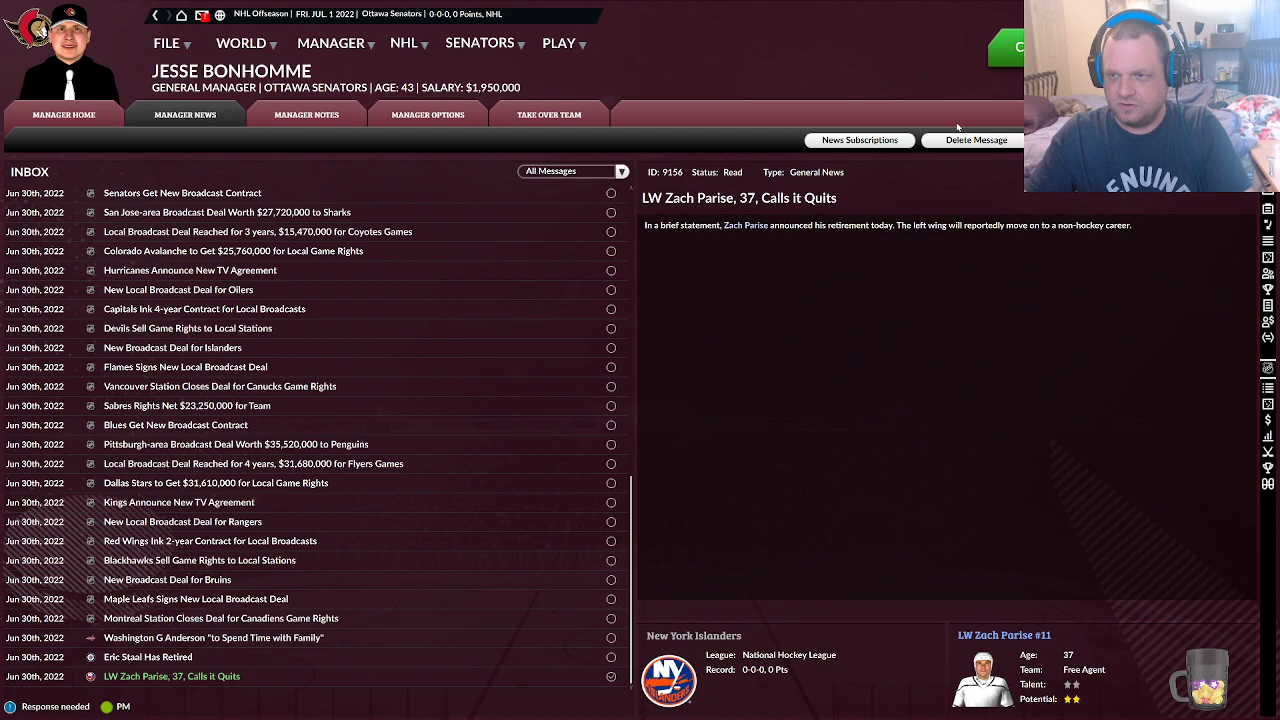 NHL Offseason | FRI. JUL. 1 2022 | Ottawa Senators | 0-0-0, 0 Points, NHL
FILE WORLD MANAGER NHL SENATORS PLAY
JESSE BONHOMME
GENERAL MANAGER | OTTAWA SENATORS | AGE: 43 | SALARY: $1,950,000
MANAGER HOME MANAGER NEWS MANAGER NOTES MANAGER OPTIONS TAKE OVER TEAM
News Subscriptions Delete Message
INBOX All Messages
Jun 30th, 2022 Senators Get New Broadcast Contract
Jun 30th, 2022 San Jose-area Broadcast Deal Worth $27,720,000 to Sharks
Jun 30th, 2022 Local Broadcast Deal Reached for 3 years, $15,470,000 for Coyotes Games
Jun 30th, 2022 Colorado Avalanche to Get $25,760,000 for Local Game Rights
Jun 30th, 2022 Hurricanes Announce New TV Agreement
Jun 30th, 2022 New Local Broadcast Deal for Oilers
Jun 30th, 2022 Capitals Ink 4-year Contract for Local Broadcasts
Jun 30th, 2022 Devils Sell Game Rights to Local Stations
Jun 30th, 2022 New Broadcast Deal for Islanders
Jun 30th, 2022 Flames Signs New Local Broadcast Deal
Jun 30th, 2022 Vancouver Station Closes Deal for Canucks Game Rights
Jun 30th, 2022 Sabres Rights Net $23,250,000 for Team
Jun 30th, 2022 Blues Get New Broadcast Contract
Jun 30th, 2022 Pittsburgh-area Broadcast Deal Worth $35,520,000 to Penguins
Jun 30th, 2022 Local Broadcast Deal Reached for 4 years, $31,680,000 for Flyers Games
Jun 30th, 2022 Dallas Stars to Get $31,610,000 for Local Game Rights
Jun 30th, 2022 Kings Announce New TV Agreement
Jun 30th, 2022 New Local Broadcast Deal for Rangers
Jun 30th, 2022 Red Wings Ink 2-year Contract for Local Broadcasts
Jun 30th, 2022 Blackhawks Sell Game Rights to Local Stations
Jun 30th, 2022 New Broadcast Deal for Bruins
Jun 30th, 2022 Maple Leafs Signs New Local Broadcast Deal
Jun 30th, 2022 Montreal Station Closes Deal for Canadiens Game Rights
Jun 30th, 2022 Washington G Anderson "to Spend Time with Family"
Jun 30th, 2022 Eric Staal Has Retired
Jun 30th, 2022 LW Zach Parise, 37, Calls it Quits
Response needed PM
ID: 9156 Status: Read Type: General News
LW Zach Parise, 37, Calls it Quits
In a brief statement, Zach Parise announced his retirement today. The left wing will reportedly move on to a non-hockey career.
New York Islanders
League: National Hockey League
Record: 0-0-0, 0 Pts
NY
ISLANDERS
LW Zach Parise #11
Age: 37
Team: Free Agent
Talent:
Potential:
ENUINE